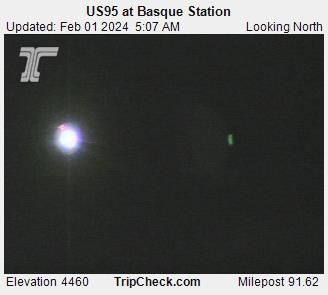 US95 at Basque Station
Updated: Feb 01 2024 5:07 AM Looking North
Elevation 4460 TripCheck.com Milepost 91.62